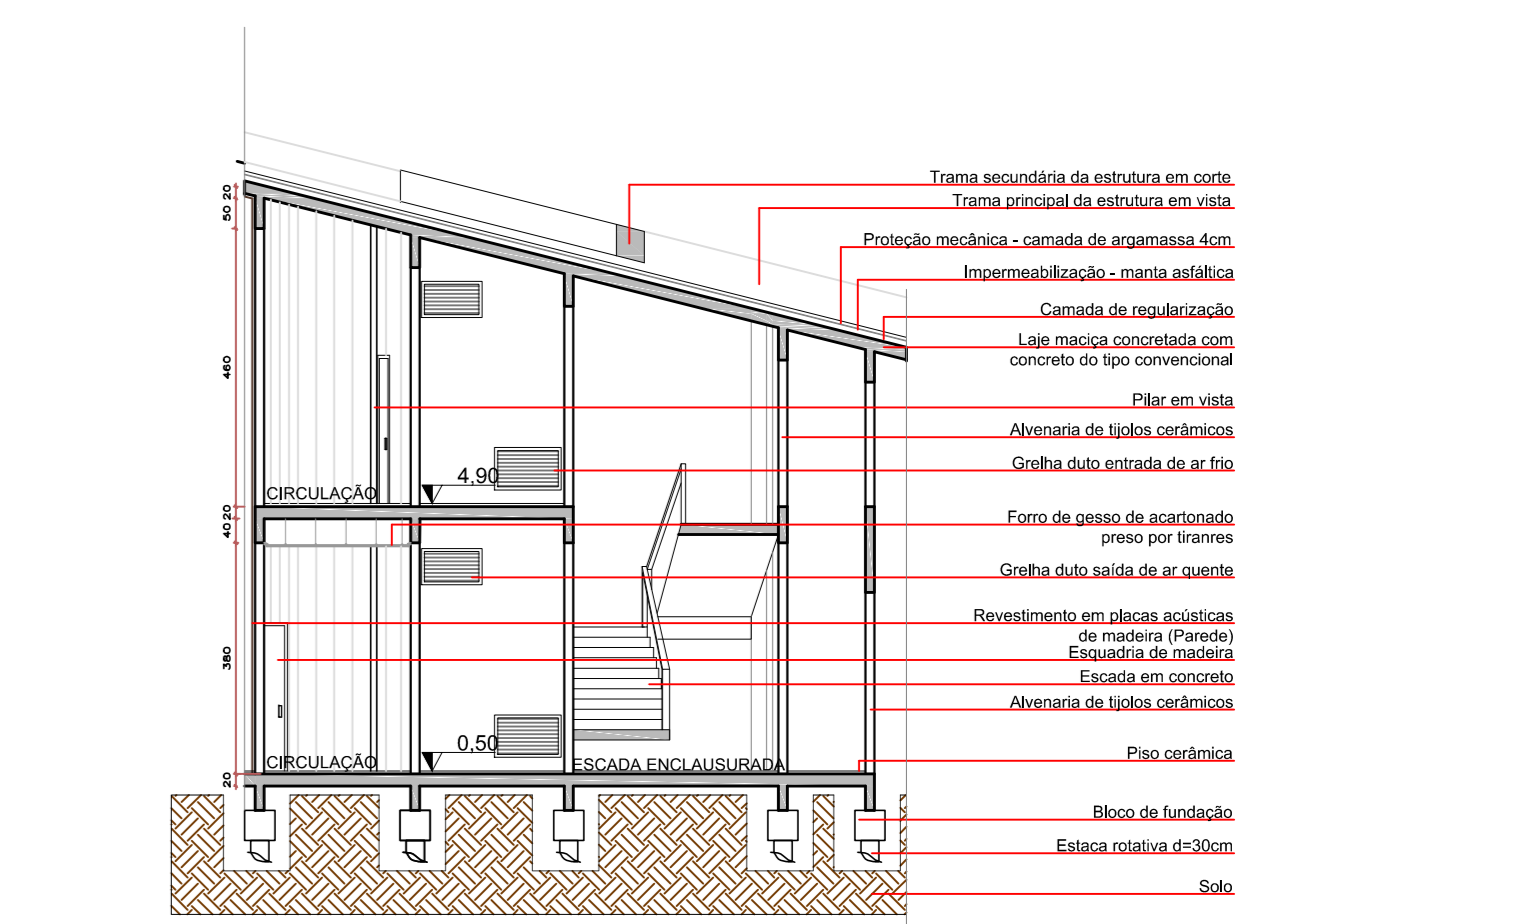 Trama secundária da estrutura em corte
Trama principal da estrutura em vista
Proteção mecânica - camada de argamassa 4cm
Impermeabilização - manta asfáltica
Camada de regularização
Laje maciça concretada com
concreto do tipo convencional
Pilar em vista
Alvenaria de tijolos cerâmicos
Grelha duto entrada de ar frio
Forro de gesso de acartonado
preso por tiranres
Grelha duto saída de ar quente
Revestimento em placas acústicas
de madeira (Parede)
Esquadria de madeira
Escada em concreto
Alvenaria de tijolos cerâmicos
Piso cerâmica
Bloco de fundação
Estaca rotativa d=30cm
Solo
20
50
460
20
40
380
20
4,90
CIRCULAÇÃO
0,50
CIRCULAÇÃO
ESCADA ENCLAUSURADA